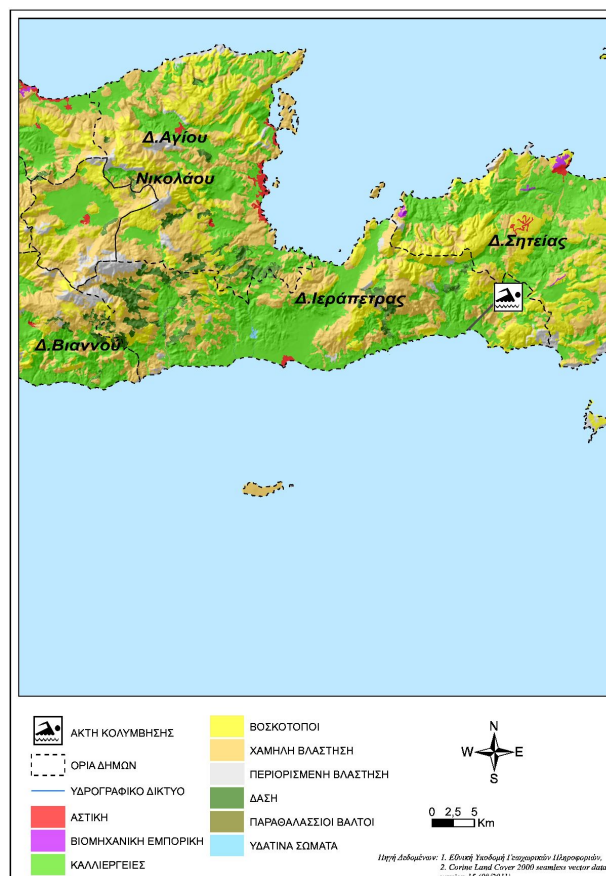 Δ.Αγίου
Νικολάου
Δ.Σητείας
Δ.Ιεράπετρας
Δ.Βιαννού
ΑΚΤΗ ΚΟΛΥΜΒΗΣΗΣ
ΟΡΙΑ ΔΗΜΩΝ
ΥΔΡΟΓΡΑΦΙΚΟ ΔΙΚΤΥΟ
ΑΣΤΙΚΗ
ΒΙΟΜΗΧΑΝΙΚΗ ΕΜΠΟΡΙΚΗ
ΚΑΛΛΙΕΡΓΕΙΕΣ
ΒΟΣΚΟΤΟΠΟΙ
ΧΑΜΗΛΗ ΒΛΑΣΤΗΣΗ
ΠΕΡΙΟΡΙΣΜΕΝΗ ΒΛΑΣΤΗΣΗ
ΔΑΣΗ
ΠΑΡΑΘΑΛΑΣΣΙΟΙ ΒΑΛΤΟΙ
ΥΔΑΤΙΝΑ ΣΩΜΑΤΑ
N
W E
S
0 2,5 5
Km
Πηγή Δεδομένων: 1. Εθνική Υποδομή Γεωχωρικών Πληροφοριών,
2. Corine Land Cover 2000 seamless vector data